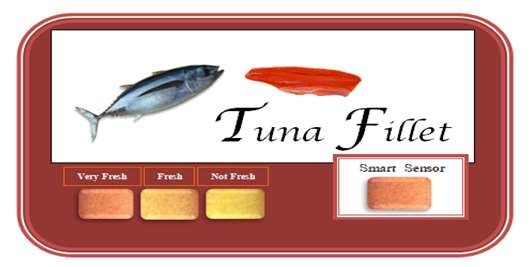 Tuna Fillet
Very Fresh Fresh Not Fresh
Smart Sensor